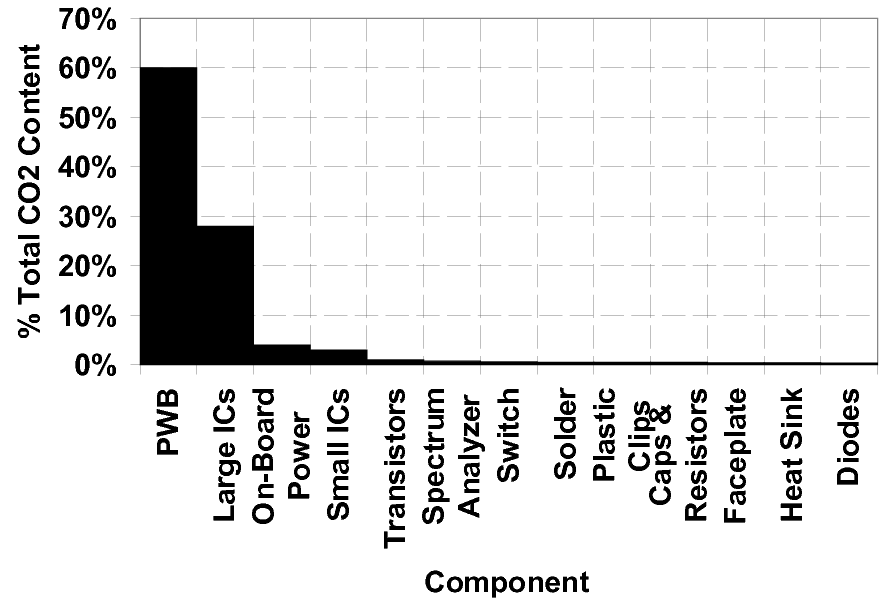 70%
60%
50%
40%
30%
20%
10%
0%
% Total CO2 Content
PWB
Large ICs
On-Board
Power
Small ICs
Transistors
Spectrum
Analyzer
Switch
Solder
Plastic
Clips
Caps &
Resistors
Faceplate
Heat Sink
Diodes
Component